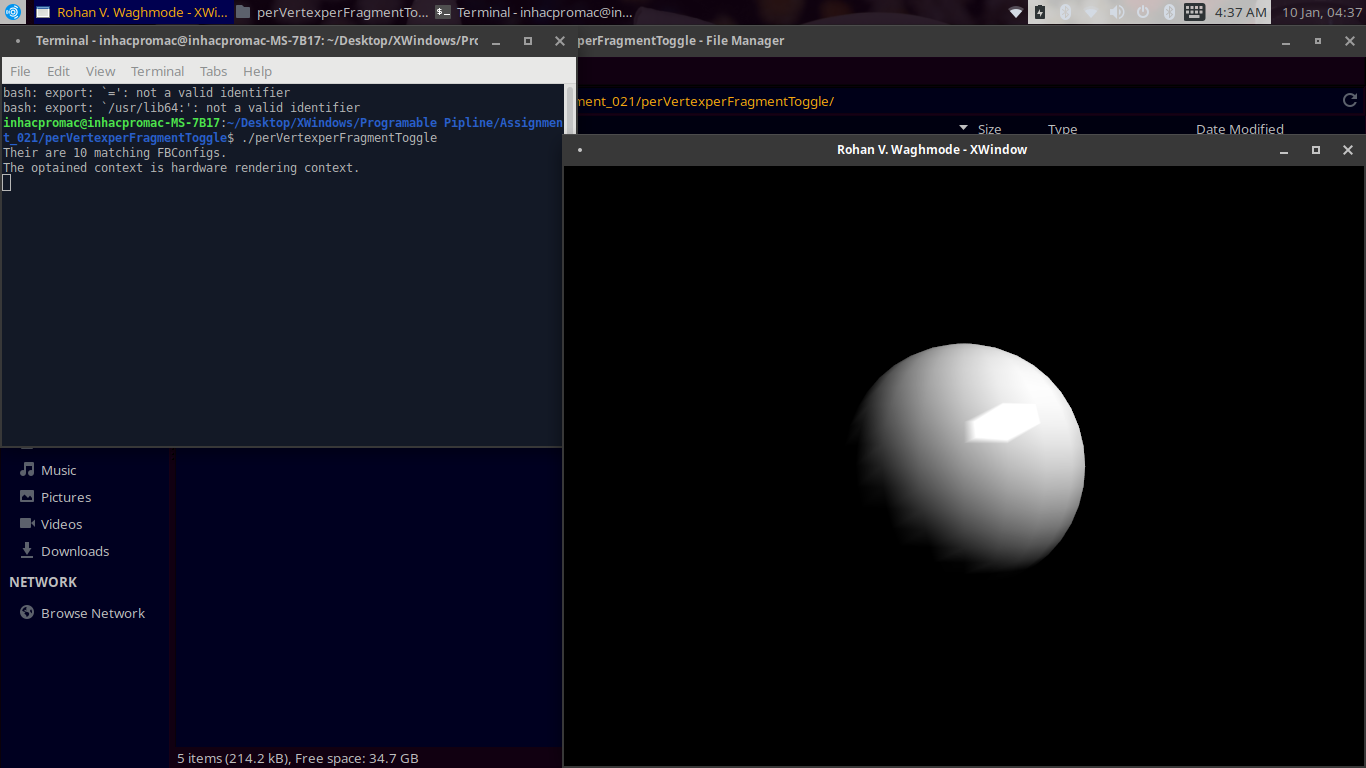 Rohan V. Waghmode - XWi...
perVertexperFragmentTo...
Terminal - inhacpromac@in...
4:37 AM
10 Jan, 04:37
Terminal - inhacpromac@inhacpromac-MS-7B17: ~/Desktop/XWindows/Pro
perFragmentToggle - File Manager
File Edit View Terminal Tabs Help
bash: export: `=': not a valid identifier
bash: export: `/usr/lib64:': not a valid identifier
inhacpromac@inhacpromac-MS-7B17:~/Desktop/XWindows/Programable Pipline/Assignmen
t_021/perVertexperFragmentToggle$ ./perVertexperFragmentToggle
Their are 10 matching FBConfigs.
The optained context is hardware rendering context.
ment_021/perVertexperFragmentToggle/
Size Type Date Modified
Rohan V. Waghmode - XWindow
Music
Pictures
Videos
Downloads
NETWORK
Browse Network
5 items (214.2 kB), Free space: 34.7 GB